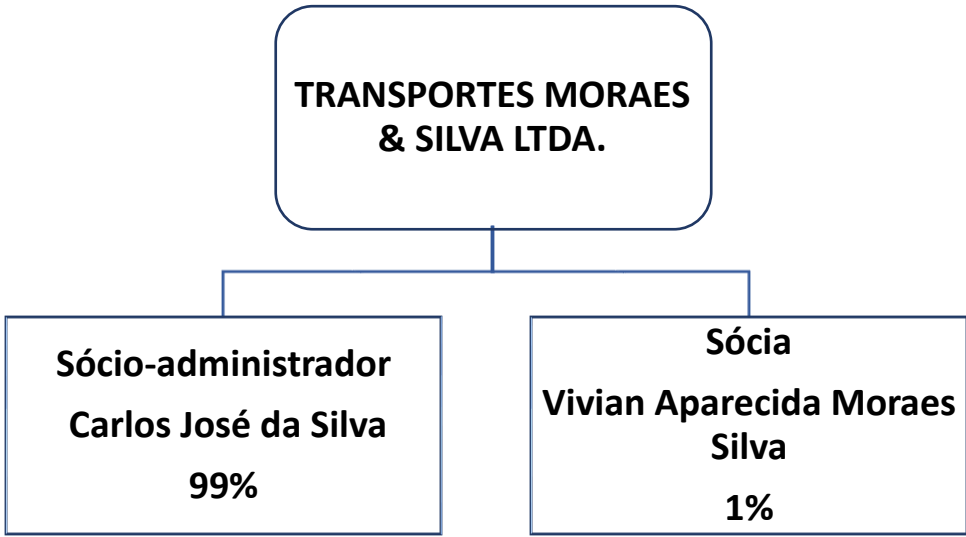 TRANSPORTES MORAES
& SILVA LTDA.
Sócio-administrador
Carlos José da Silva
99%
Sócia
Vivian Aparecida Moraes
Silva
1%